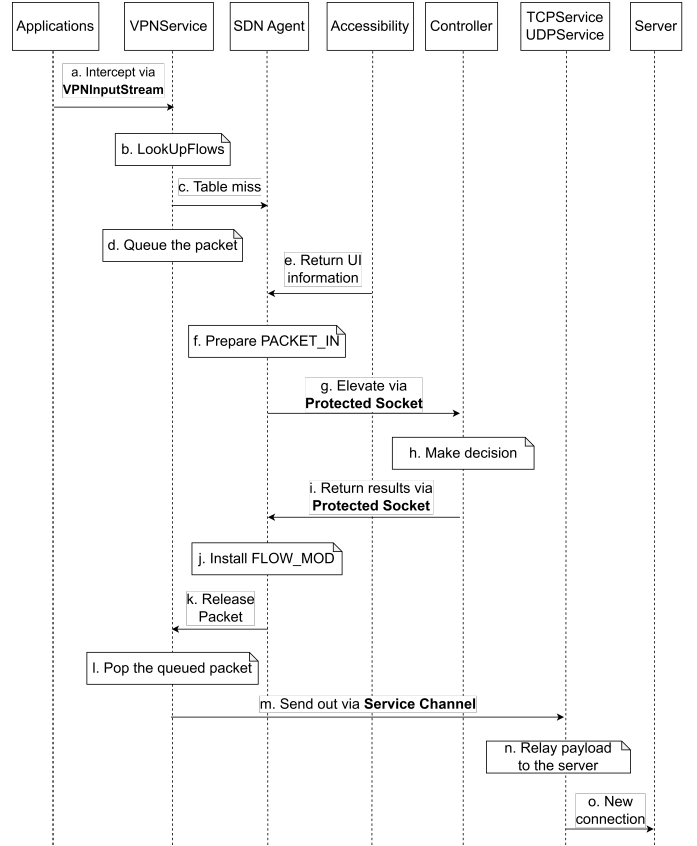 Applications
VPNService
SDN Agent
Accessibility
Controller
TCPService
UDPService
Server
a. Intercept via
VPNInputStream
b. LookUpFlows
c. Table miss
d. Queue the packet
e. Return UI
information
f. Prepare PACKET_IN
g. Elevate via
Protected Socket
h. Make decision
i. Return results via
Protected Socket
j. Install FLOW_MOD
k. Release
Packet
l. Pop the queued packet
m. Send out via Service Channel
n. Relay payload
to the server
o. New
connection